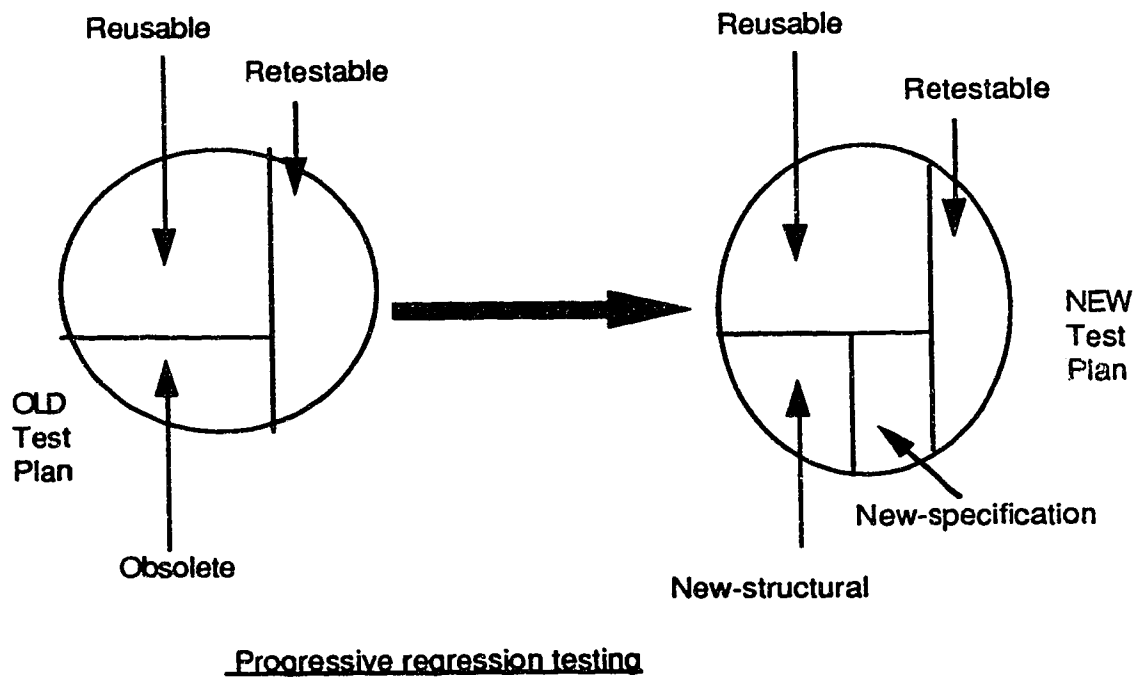 Reusable
Retestable
OLD
Test
Plan
Obsolete
Reusable
Retestable
NEW
Test
Plan
New-specification
New-structural
Progressive regression testing